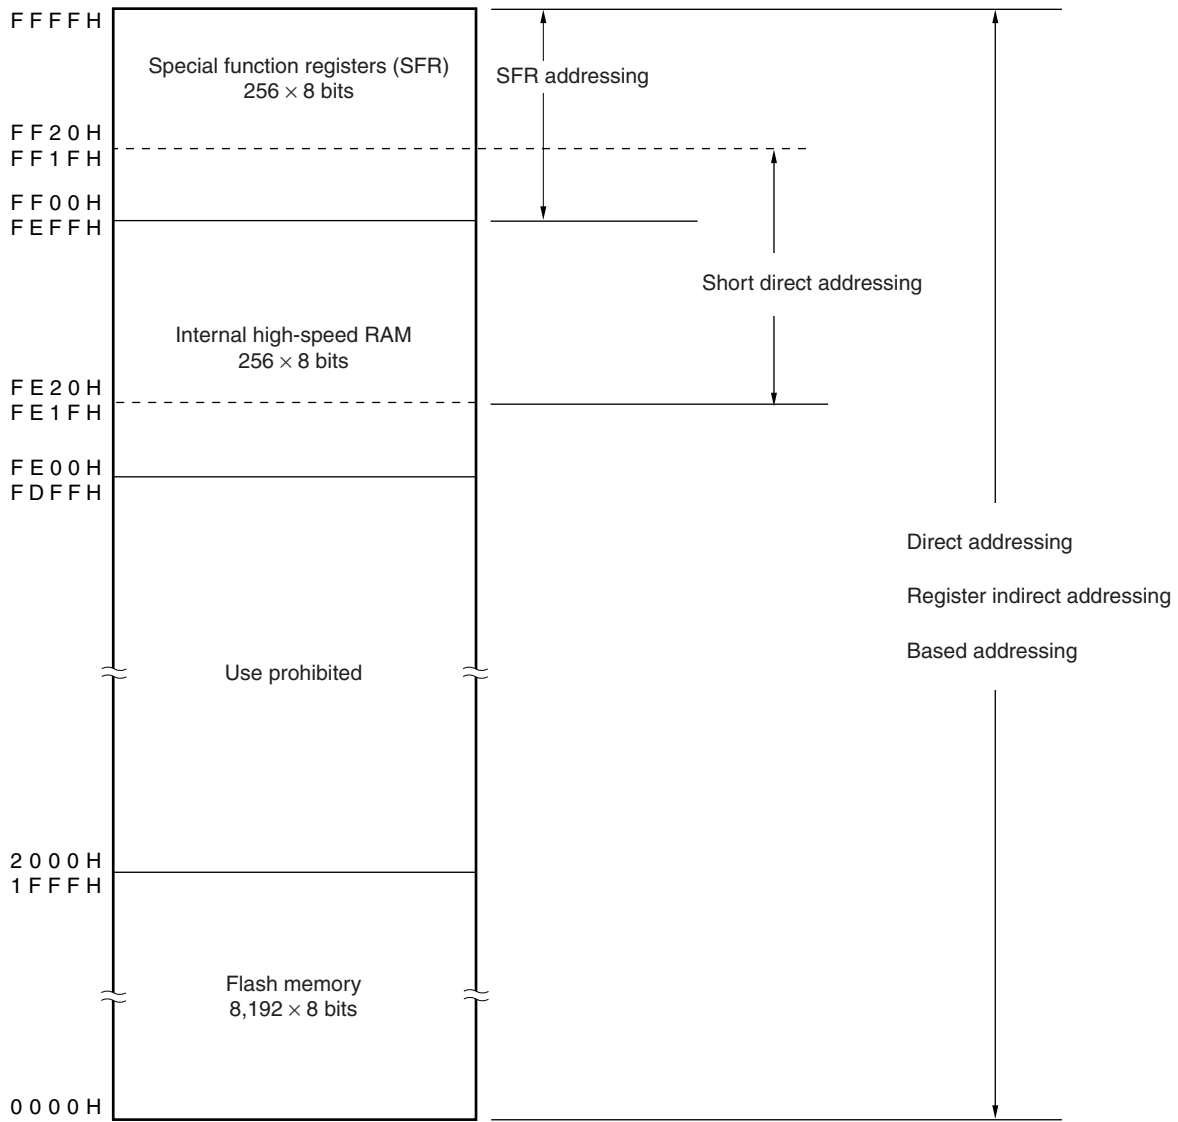 FFFFH
Special function registers (SFR)
256 × 8 bits
SFR addressing
FF20H
FF1FH
FF00H
FEFFH
Short direct addressing
Internal high-speed RAM
256 × 8 bits
FE20H
FE1FH
FE00H
FDFFH
Direct addressing
Register indirect addressing
Based addressing
Use prohibited
2000H
1FFFH
Flash memory
8,192 × 8 bits
0000H